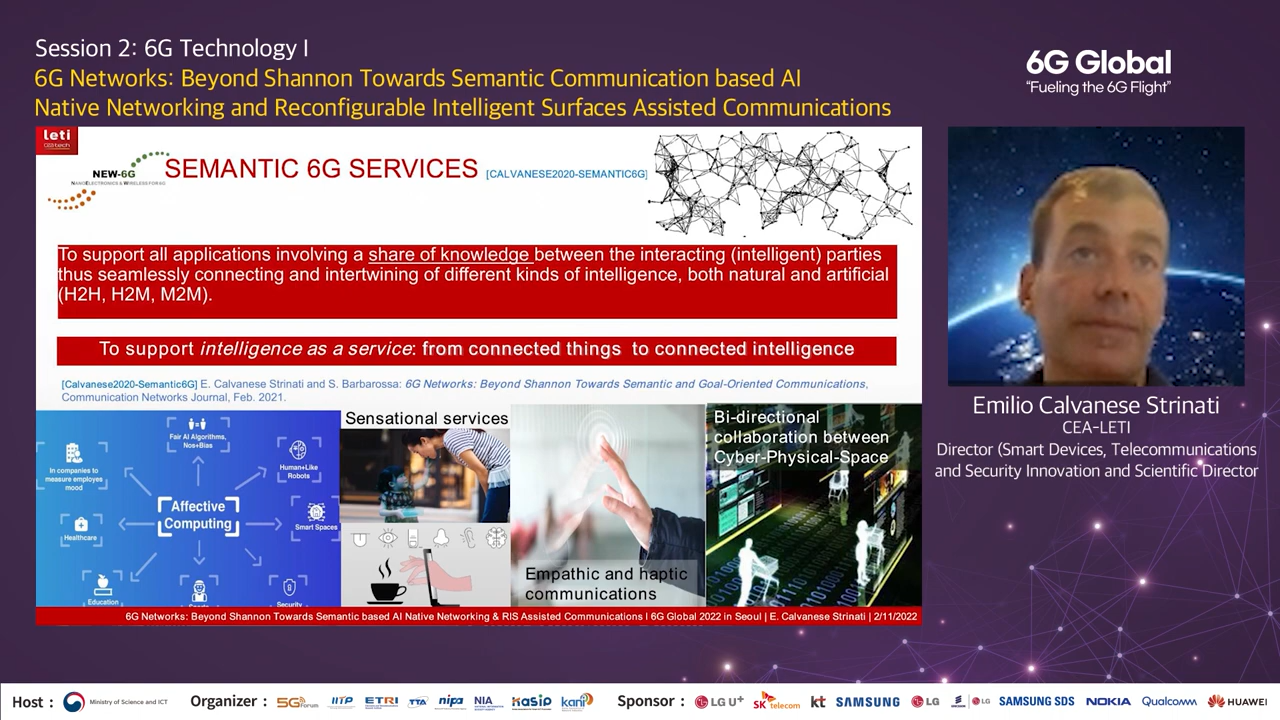 Session 2: 6G Technology I
6G Networks: Beyond Shannon Towards Semantic Communication based AI
Native Networking and Reconfigurable Intelligent Surfaces Assisted Communications
6G Global
“Fueling the 6G Flight”
leti
NEW-6G
NANOELECTRONICS & WIRELESS FOR 6G
SEMANTIC 6G SERVICES [CALVANESE2020-SEMANTIC6G]
To support all applications involving a share of knowledge between the interacting (intelligent) parties
thus seamlessly connecting and intertwining of different kinds of intelligence, both natural and artificial
(H2H, H2M, M2M).
To support intelligence as a service: from connected things to connected intelligence
[Calvanese2020-Semantic6G] E. Calvanese Strinati and S. Barbarossa: 6G Networks: Beyond Shannon Towards Semantic and Goal-Oriented Communications,
Communication Networks Journal, Feb. 2021.
Fair AI Algorithms,
Nos+Bias
In companies to
measure employes
mood
Human+Like
Robots
Affective
Computing
Smart Spaces
Healthcare
Education
Security
Sensational services
Empathic and haptic
communications
Bi-directional
collaboration between
Cyber-Physical-Space
6G Networks: Beyond Shannon Towards Semantic based AI Native Networking & RIS Assisted Communications I 6G Global 2022 in Seoul | E. Calvanese Strinati | 2/11/2022
Emilio Calvanese Strinati
CEA-LETI
Director (Smart Devices, Telecommunications
and Security Innovation and Scientific Director
Host : Ministry of Science and ICT Organizer : 5G Forum IITP ETRI TTA nipa NIA kani Sponsor : LG U+ SK telecom kt SAMSUNG LG LG SAMSUNG SDS NOKIA Qualcomm HUAWEI